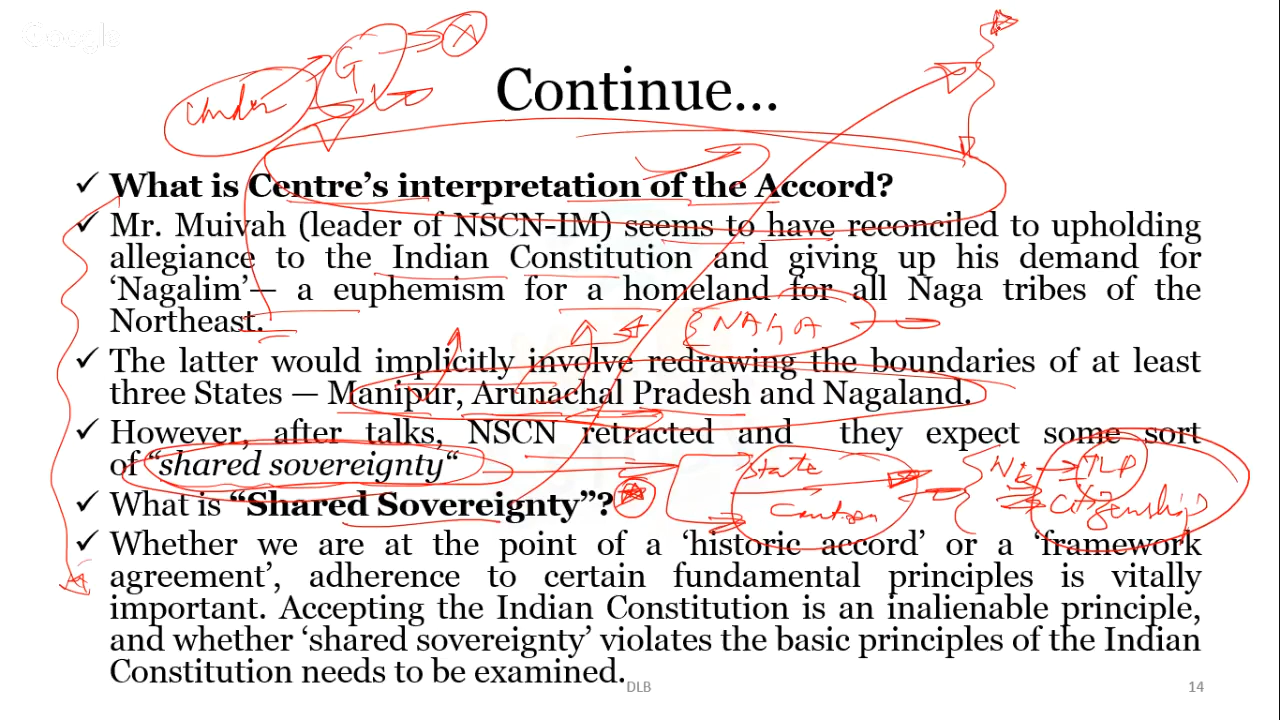 Google
Under G
Continue...
✓ What is Centre's interpretation of the Accord?
✓ Mr. Muivah (leader of NSCN-IM) seems to have reconciled to upholding
allegiance to the Indian Constitution and giving up his demand for
'Nagalim'— a euphemism for a homeland for all Naga tribes of the
Northeast.
NAGA
✓ The latter would implicitly involve redrawing the boundaries of at least
three States — Manipur, Arunachal Pradesh and Nagaland.
✓ However, after talks, NSCN retracted and they expect some sort
of "shared sovereignty"
State
Citizenship
✓ What is "Shared Sovereignty"?
✓ Whether we are at the point of a 'historic accord' or a 'framework
agreement', adherence to certain fundamental principles is vitally
important. Accepting the Indian Constitution is an inalienable principle,
and whether 'shared sovereignty' violates the basic principles of the Indian
Constitution needs to be examined.
DLB 14